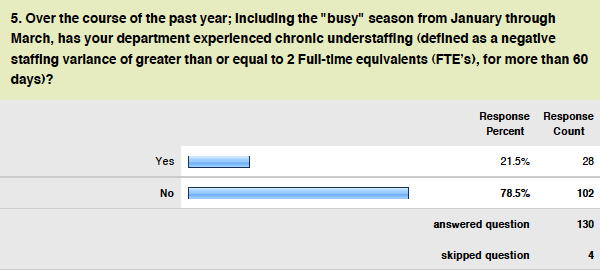 5. Over the course of the past year; including the "busy" season from January through
March, has your department experienced chronic understaffing (defined as a negative
staffing variance of greater than or equal to 2 Full-time equivalents (FTE's), for more than 60
days)?
Response Percent Response Count
Yes 21.5% 28
No 78.5% 102
answered question 130
skipped question 4